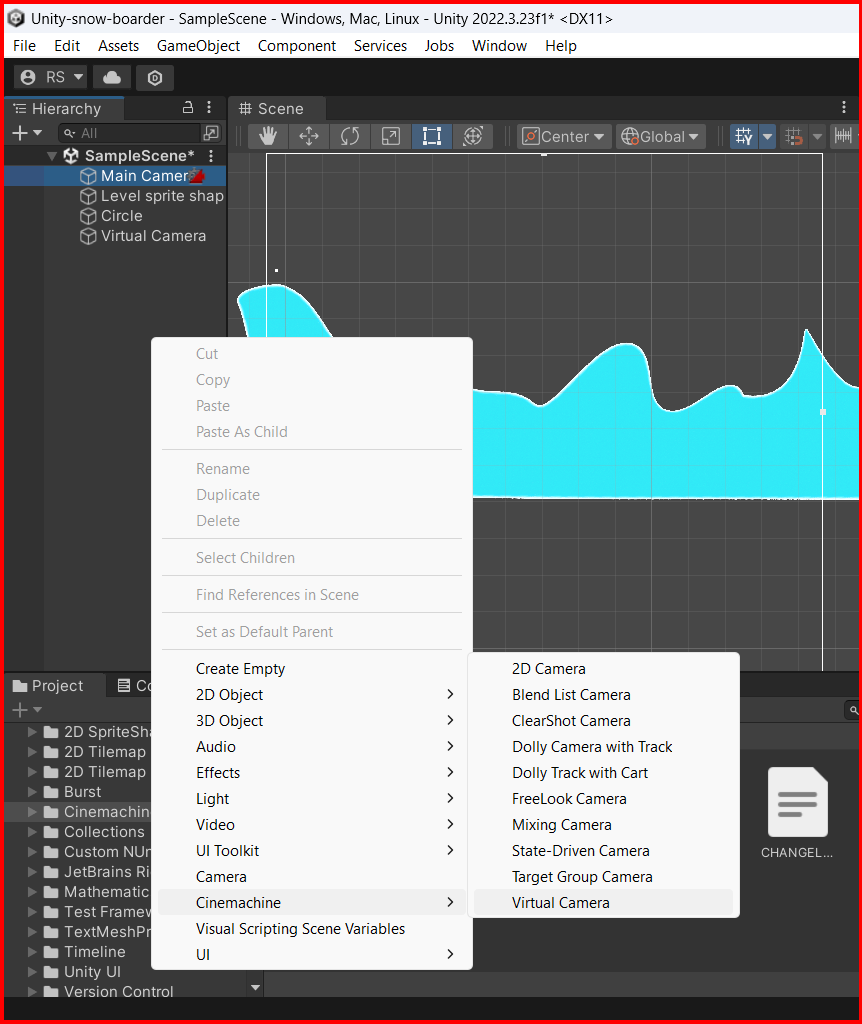 Unity-snow-boarder - SampleScene - Windows, Mac, Linux - Unity 2022.3.23f1* <DX11>
File Edit Assets GameObject Component Services Jobs Window Help
RS
Hierarchy
Scene
All
Center
Global
SampleScene*
Main Camer
Level sprite shap
Circle
Virtual Camera
Cut
Copy
Paste
Paste As Child
Rename
Duplicate
Delete
Select Children
Find References in Scene
Set as Default Parent
Create Empty
2D Object
3D Object
Audio
Effects
Light
Video
UI Toolkit
Camera
Cinemachine
Visual Scripting Scene Variables
UI
2D Camera
Blend List Camera
ClearShot Camera
Dolly Camera with Track
Dolly Track with Cart
FreeLook Camera
Mixing Camera
State-Driven Camera
Target Group Camera
Virtual Camera
Project
Co
2D SpriteSha
2D Tilemap
2D Tilemap
Burst
Cinemachin
Collections
Custom NUn
JetBrains Ri
Mathematic
Test Framew
TextMeshPr
Timeline
Unity UI
Version Control
CHANGEL...